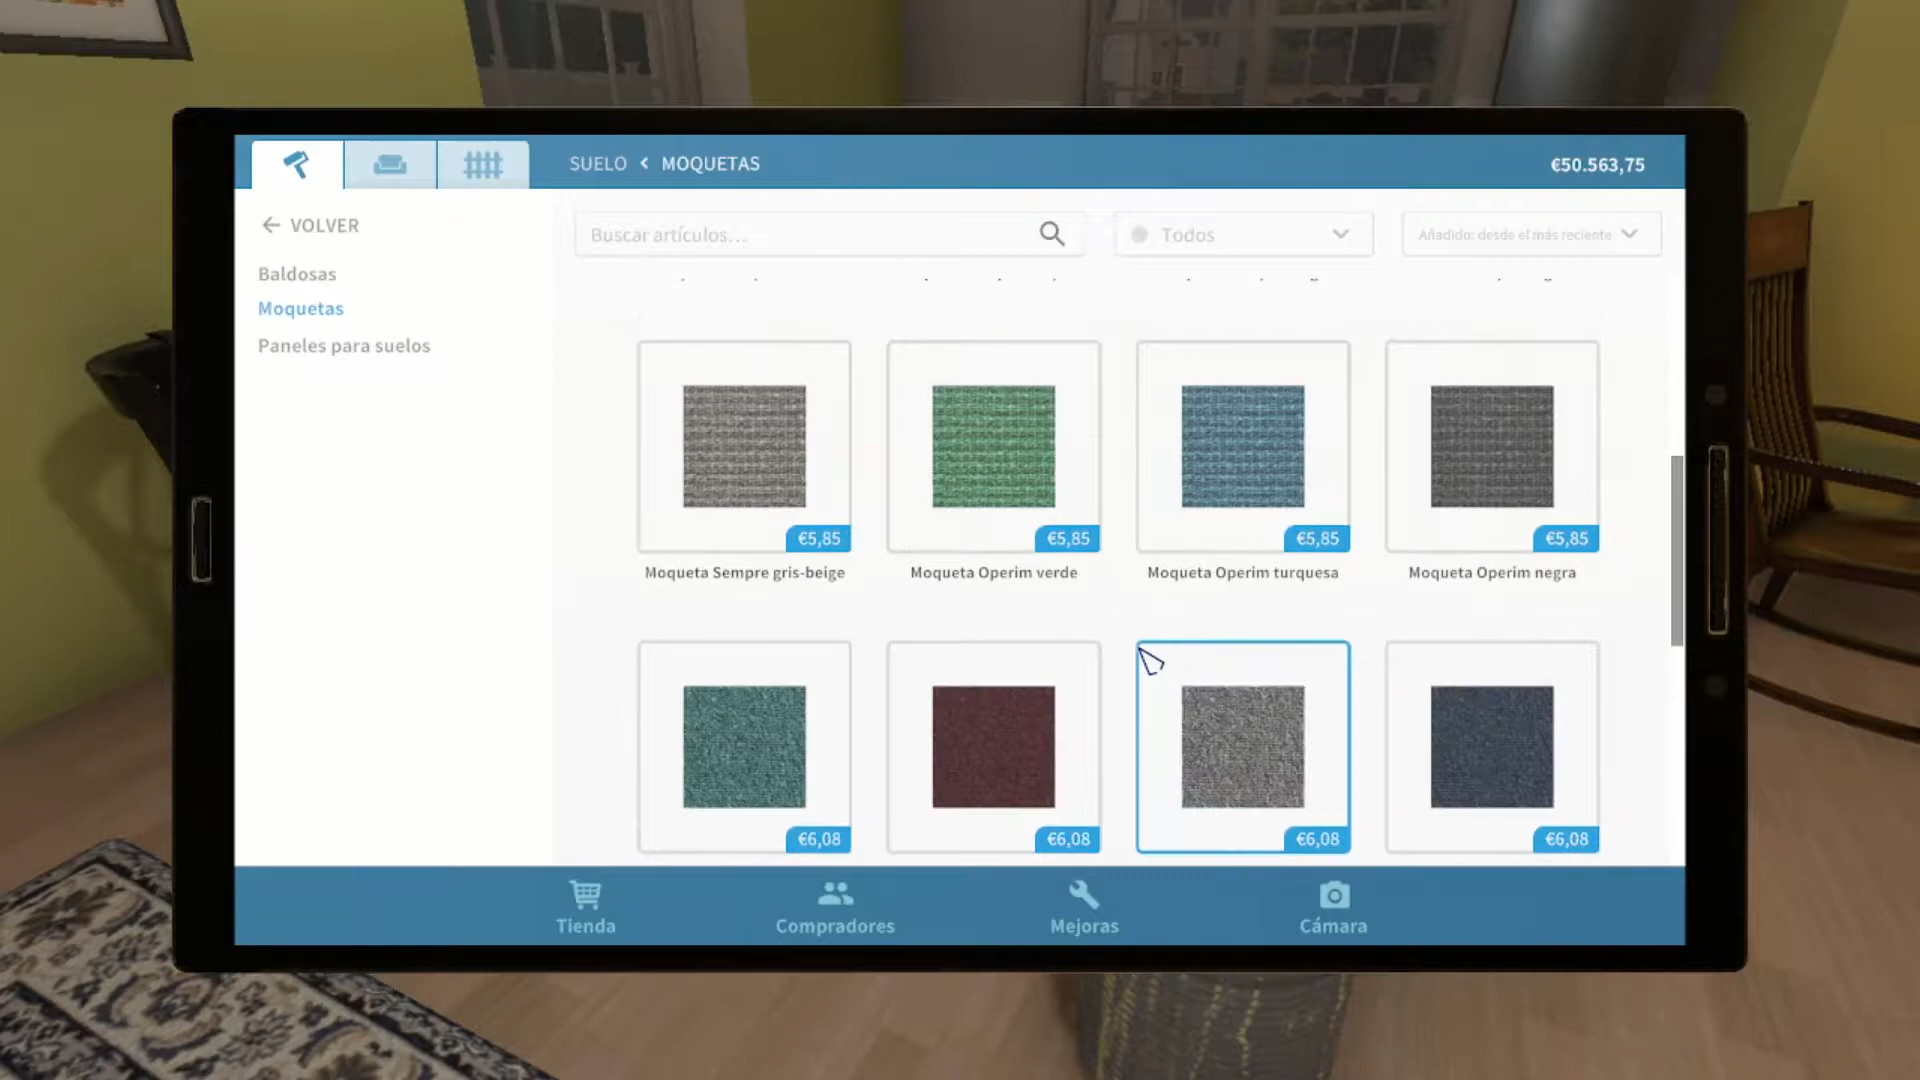 SUELO < MOQUETAS
€50.563,75
← VOLVER
Buscar artículos...
Todos
Añadido: desde el más reciente
Baldosas
Moquetas
Paneles para suelos
€5,85
€5,85
€5,85
€5,85
Moqueta Sempre gris-beige
Moqueta Operim verde
Moqueta Operim turquesa
Moqueta Operim negra
€6,08
€6,08
€6,08
€6,08
Tienda
Compradores
Mejoras
Cámara